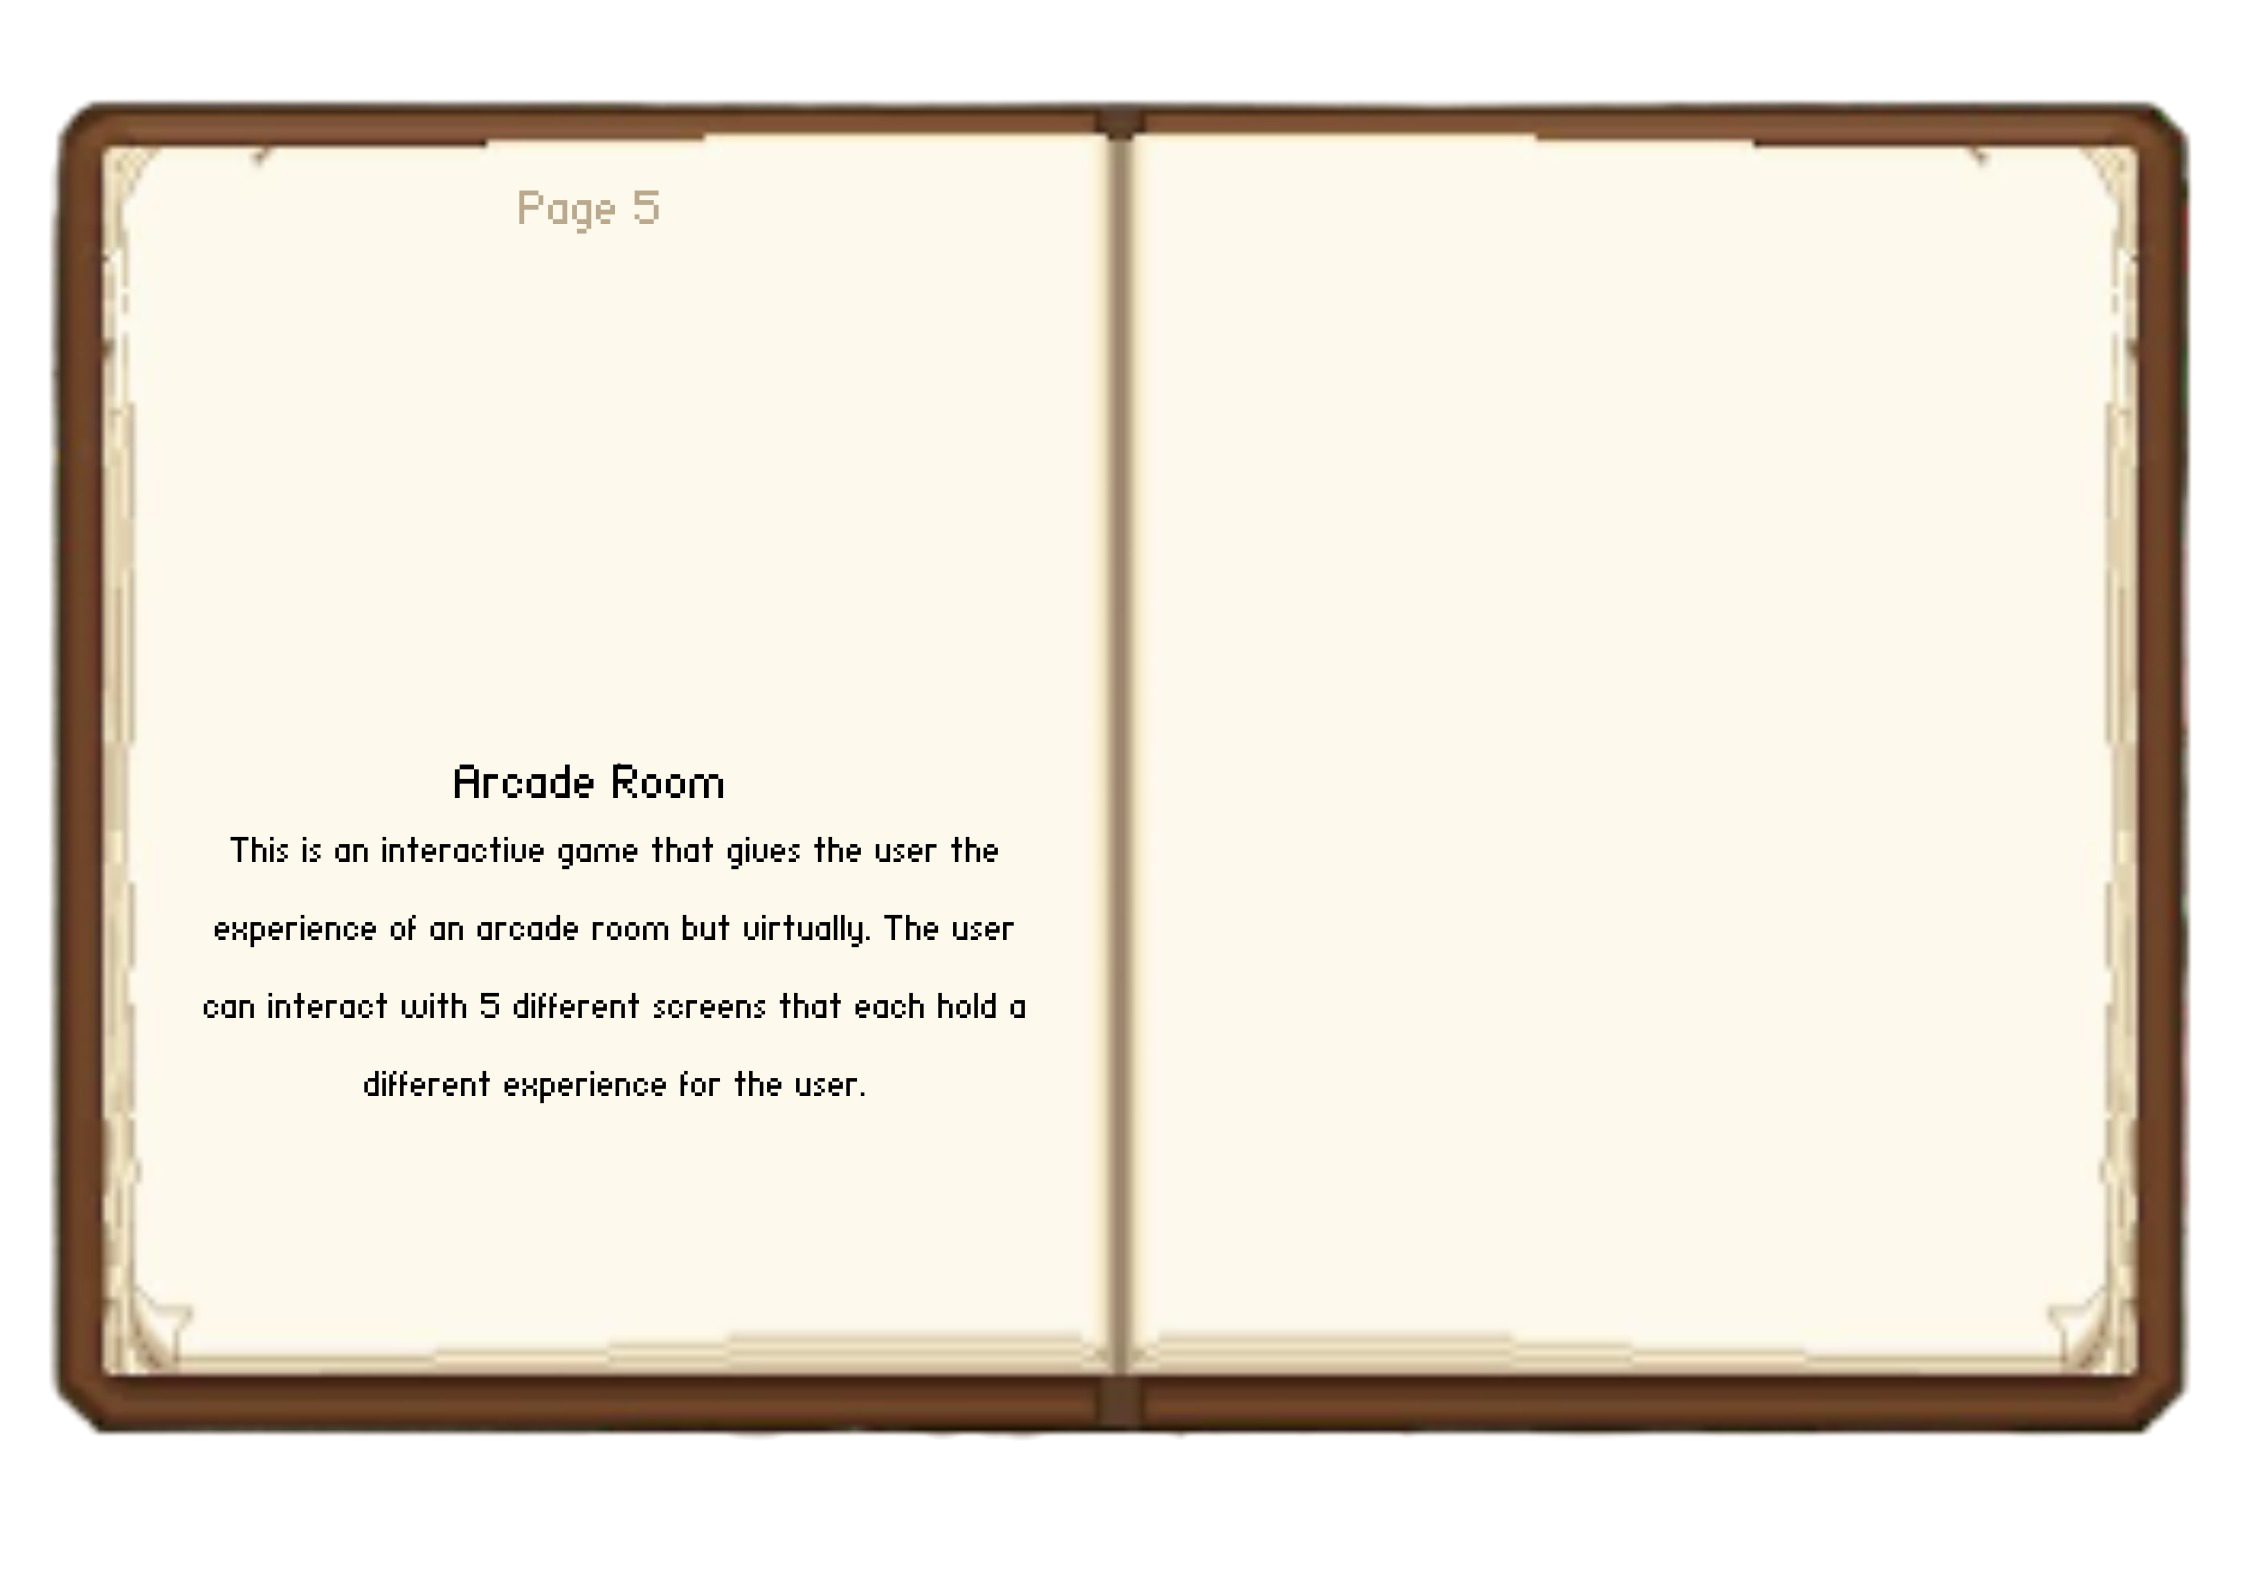 Page 5
Arcade Room
This is an interactive game that gives the user the
experience of an arcade room but virtually. The user
can interact with 5 different screens that each hold a
different experience for the user.